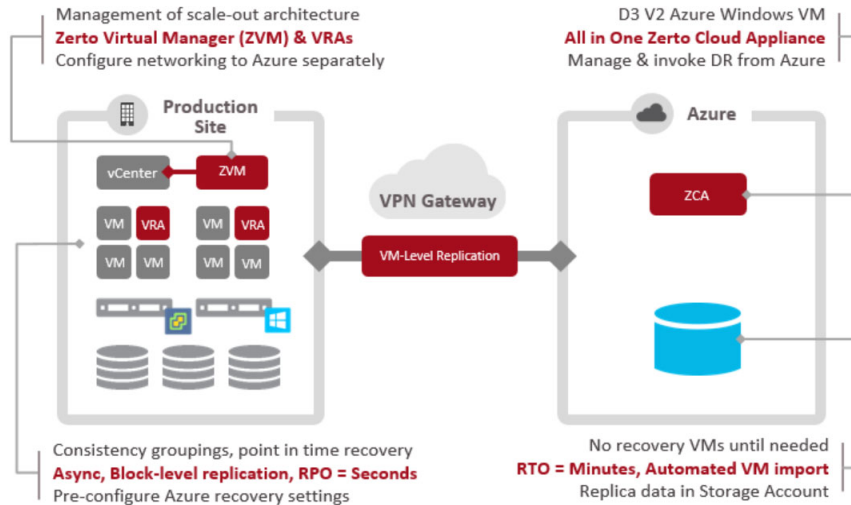 Management of scale-out architecture
Zerto Virtual Manager (ZVM) & VRAs
Configure networking to Azure separately
D3 V2 Azure Windows VM
All in One Zerto Cloud Appliance
Manage & invoke DR from Azure
Production
Site
Azure
vCenter
ZVM
VM
VRA
VM
VRA
VM
VM
VM
VM
VPN Gateway
VM-Level Replication
ZCA
Consistency groupings, point in time recovery
Async, Block-level replication, RPO = Seconds
Pre-configure Azure recovery settings
No recovery VMs until needed
RTO = Minutes, Automated VM import
Replica data in Storage Account